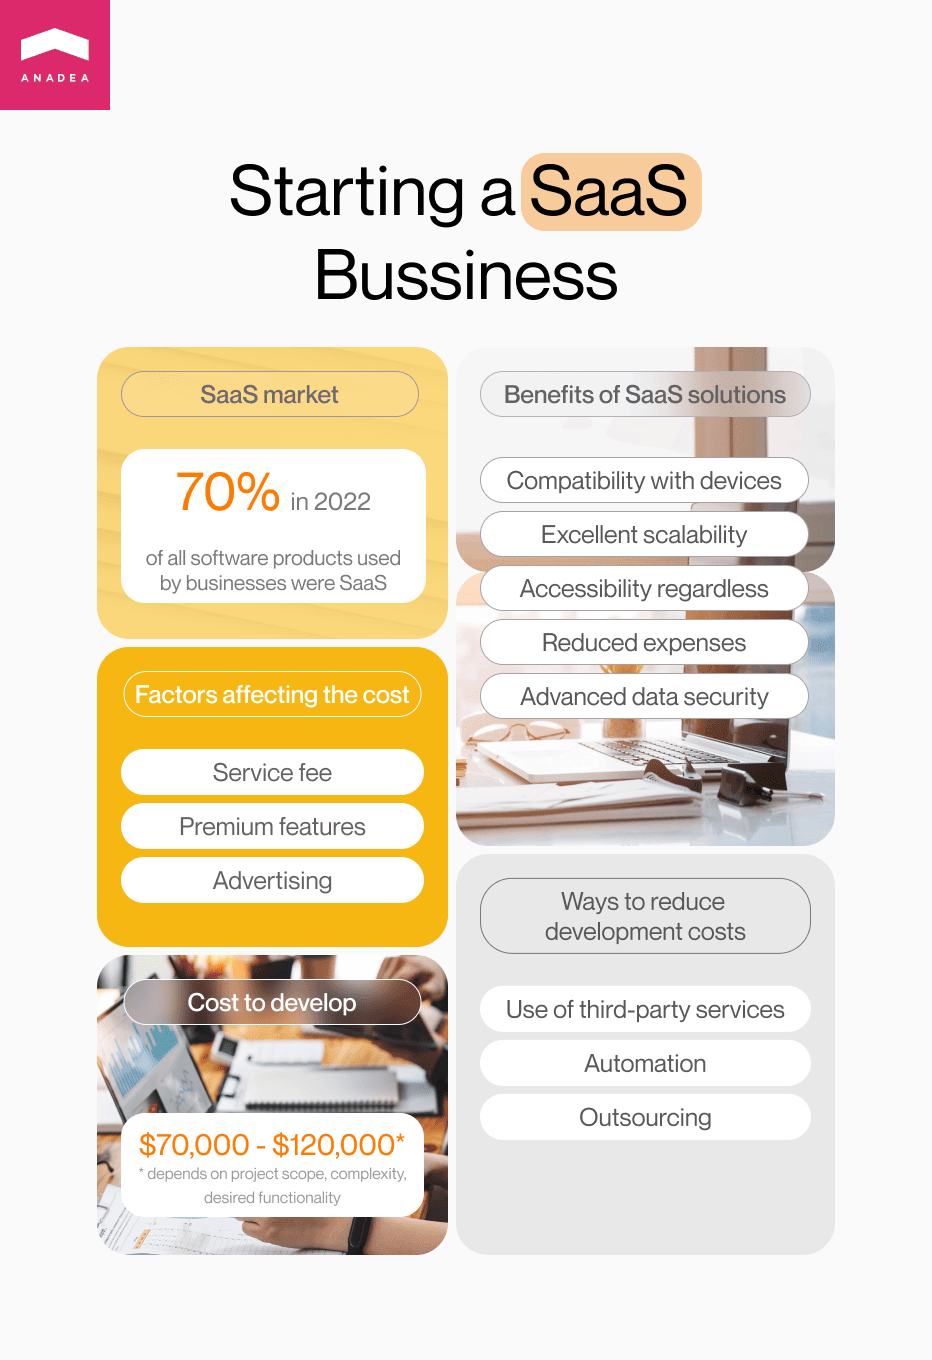 ANADEA
Starting a SaaS
Bussiness
SaaS market
70% in 2022
of all software products used
by businesses were SaaS
Factors affecting the cost
Service fee
Premium features
Advertising
Cost to develop
$70,000 - $120,000*
* depends on project scope, complexity,
desired functionality
Benefits of SaaS solutions
Compatibility with devices
Excellent scalability
Accessibility regardless
Reduced expenses
Advanced data security
Ways to reduce
development costs
Use of third-party services
Automation
Outsourcing